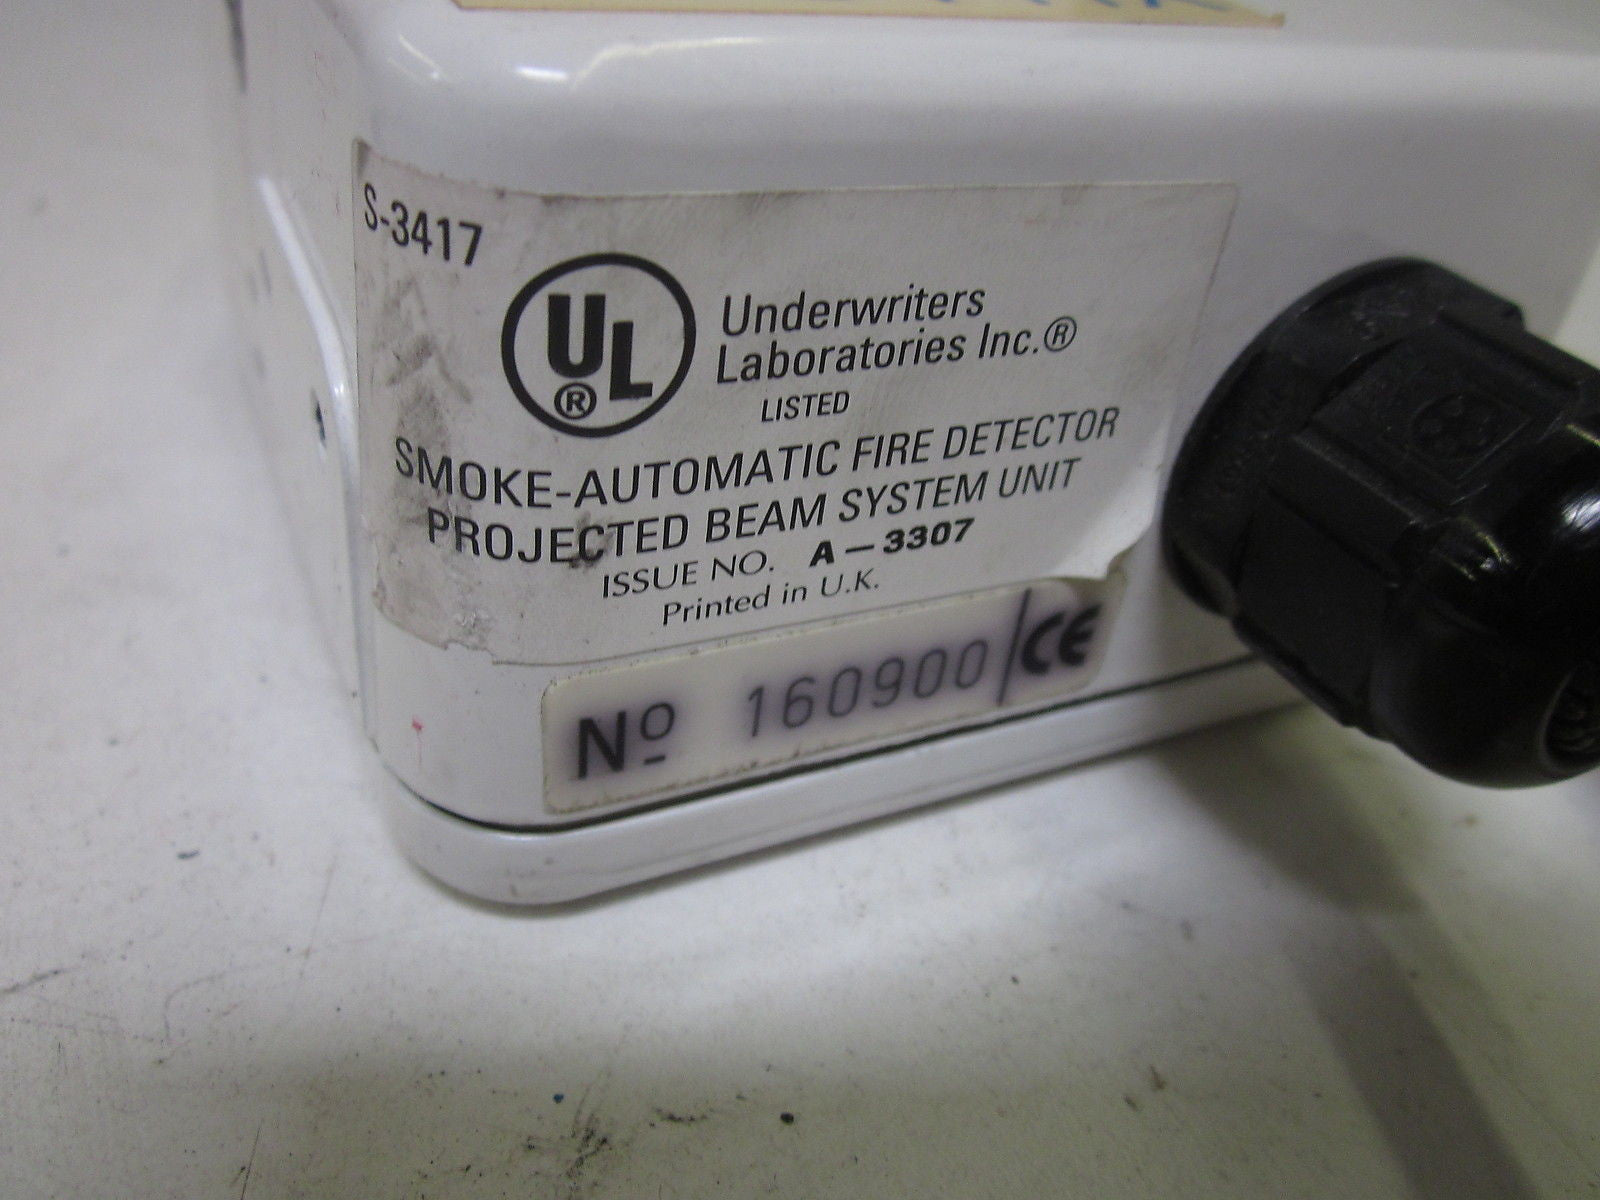 S-3417
UL
®
Underwriters
Laboratories Inc.®
LISTED
SMOKE-AUTOMATIC FIRE DETECTOR
PROJECTED BEAM SYSTEM UNIT
ISSUE NO. A-3307
Printed in U.K.
Nº 160900/CE